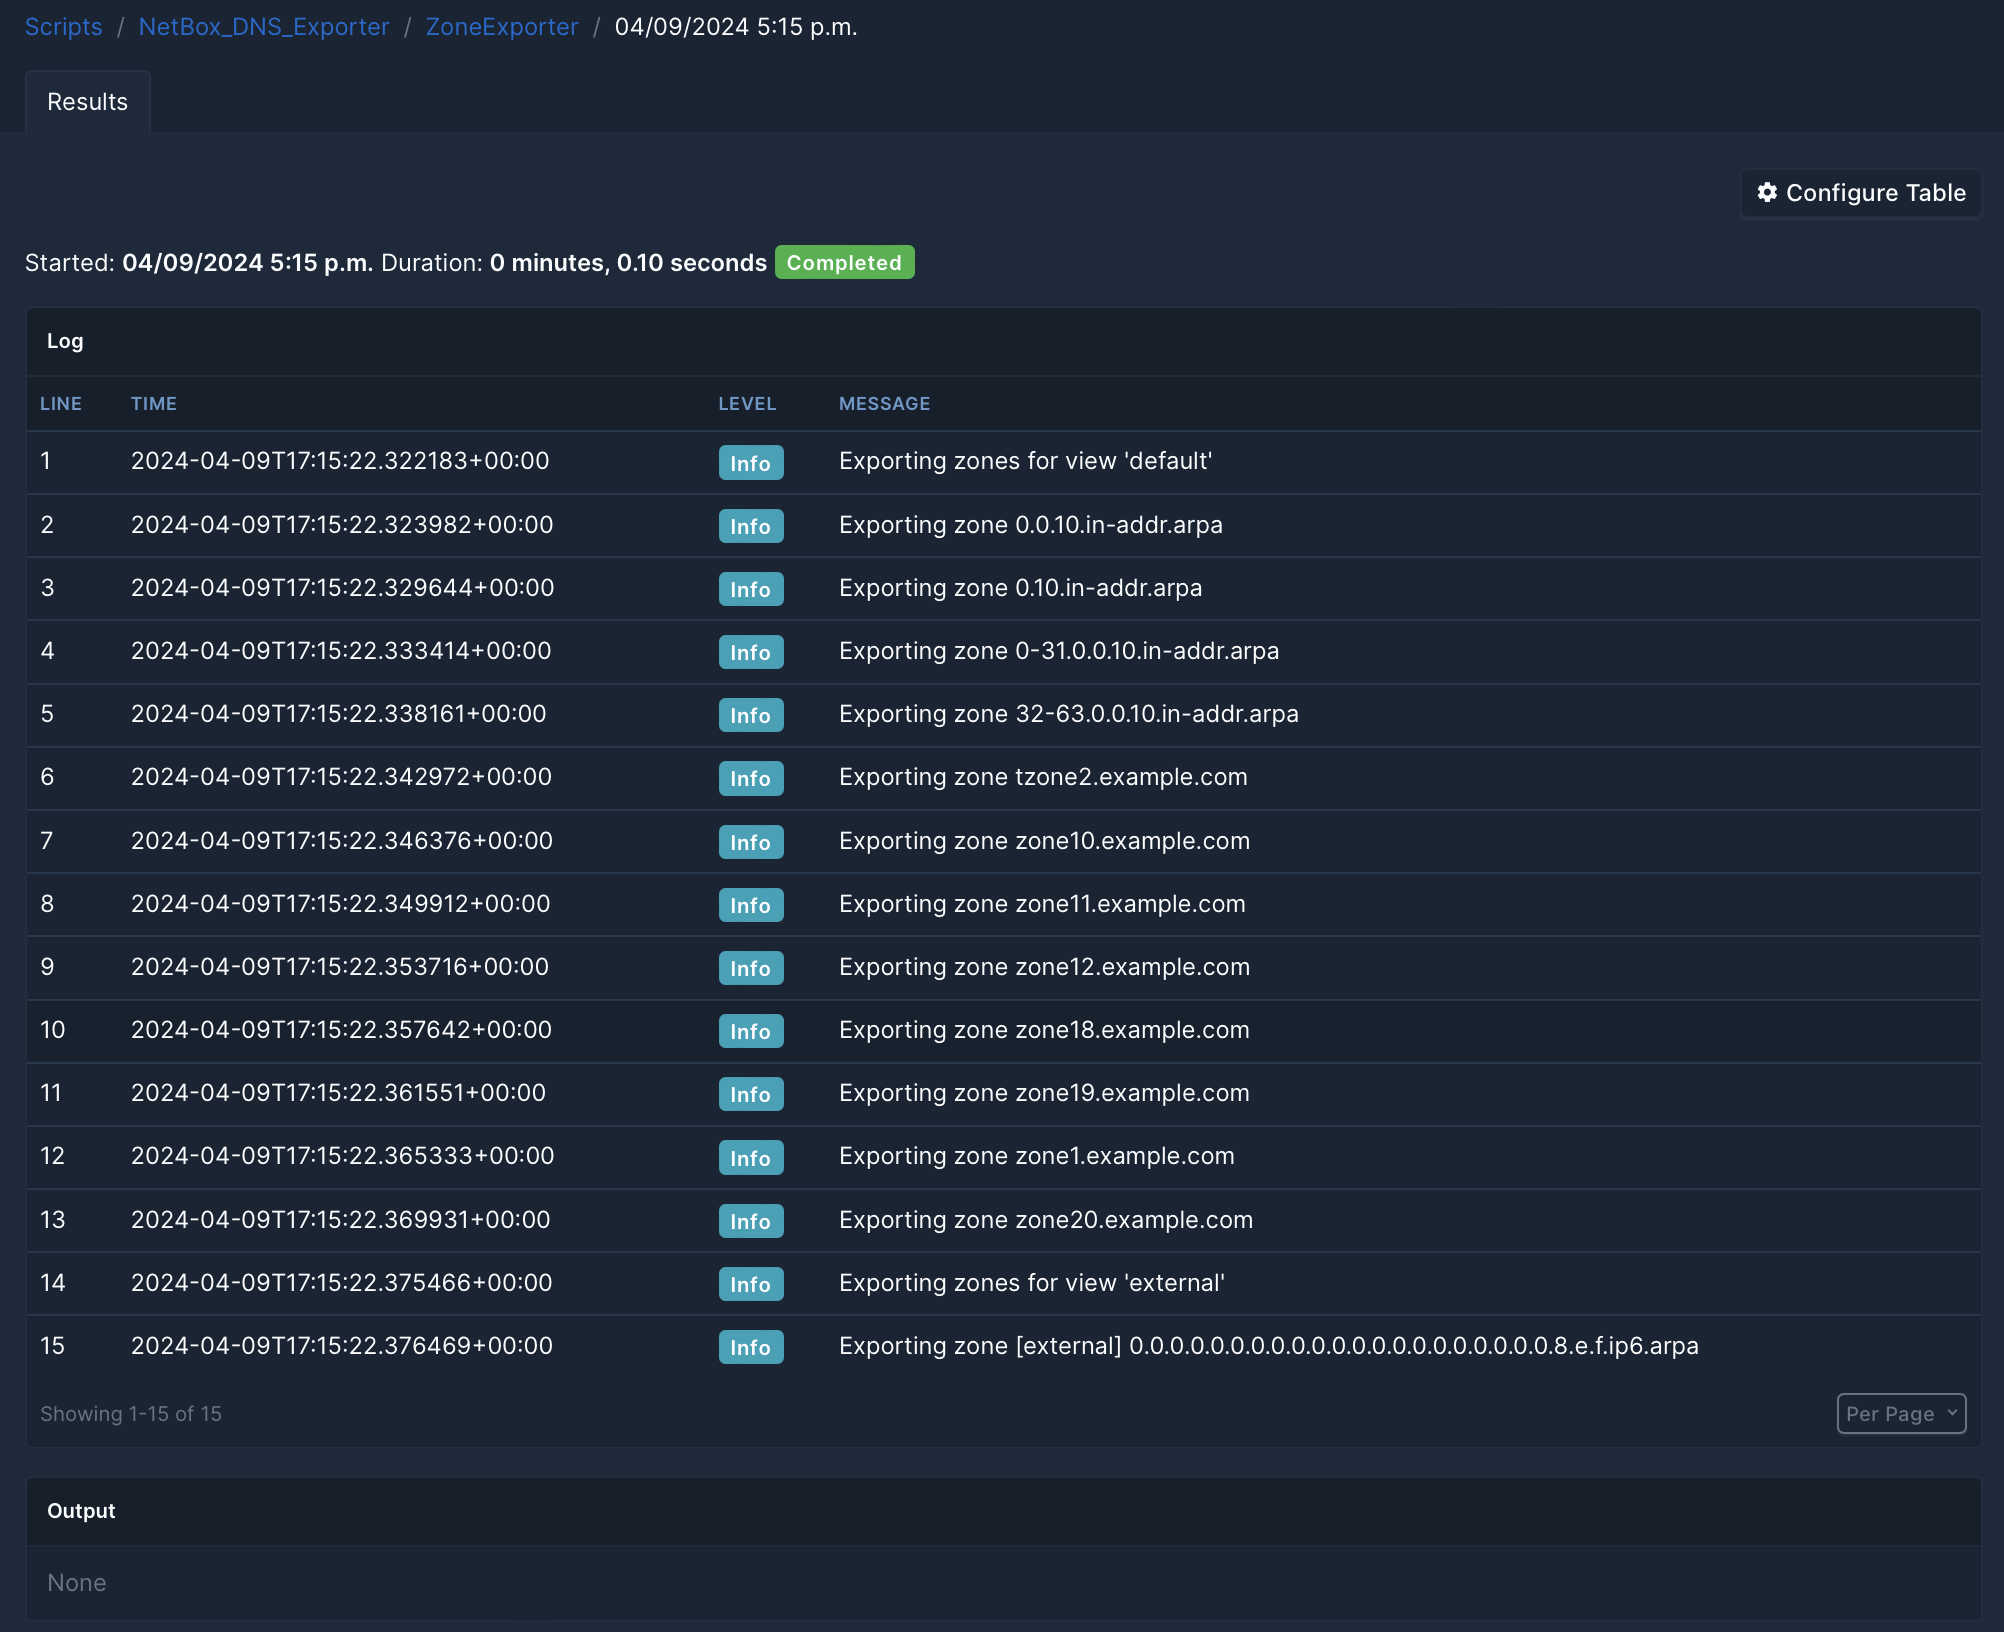 Scripts / NetBox_DNS_Exporter / ZoneExporter / 04/09/2024 5:15 p.m.
Results
Configure Table
Started: 04/09/2024 5:15 p.m. Duration: 0 minutes, 0.10 seconds Completed
Log
LINE TIME LEVEL MESSAGE
1 2024-04-09T17:15:22.322183+00:00 Info Exporting zones for view 'default'
2 2024-04-09T17:15:22.323982+00:00 Info Exporting zone 0.0.10.in-addr.arpa
3 2024-04-09T17:15:22.329644+00:00 Info Exporting zone 0.10.in-addr.arpa
4 2024-04-09T17:15:22.333414+00:00 Info Exporting zone 0-31.0.0.10.in-addr.arpa
5 2024-04-09T17:15:22.338161+00:00 Info Exporting zone 32-63.0.0.10.in-addr.arpa
6 2024-04-09T17:15:22.342972+00:00 Info Exporting zone tzone2.example.com
7 2024-04-09T17:15:22.346376+00:00 Info Exporting zone zone10.example.com
8 2024-04-09T17:15:22.349912+00:00 Info Exporting zone zone11.example.com
9 2024-04-09T17:15:22.353716+00:00 Info Exporting zone zone12.example.com
10 2024-04-09T17:15:22.357642+00:00 Info Exporting zone zone18.example.com
11 2024-04-09T17:15:22.361551+00:00 Info Exporting zone zone19.example.com
12 2024-04-09T17:15:22.365333+00:00 Info Exporting zone zone1.example.com
13 2024-04-09T17:15:22.369931+00:00 Info Exporting zone zone20.example.com
14 2024-04-09T17:15:22.375466+00:00 Info Exporting zones for view 'external'
15 2024-04-09T17:15:22.376469+00:00 Info Exporting zone [external] 0.0.0.0.0.0.0.0.0.0.0.0.0.0.0.0.0.0.0.0.0.8.e.f.ip6.arpa
Showing 1-15 of 15
Per Page
Output
None